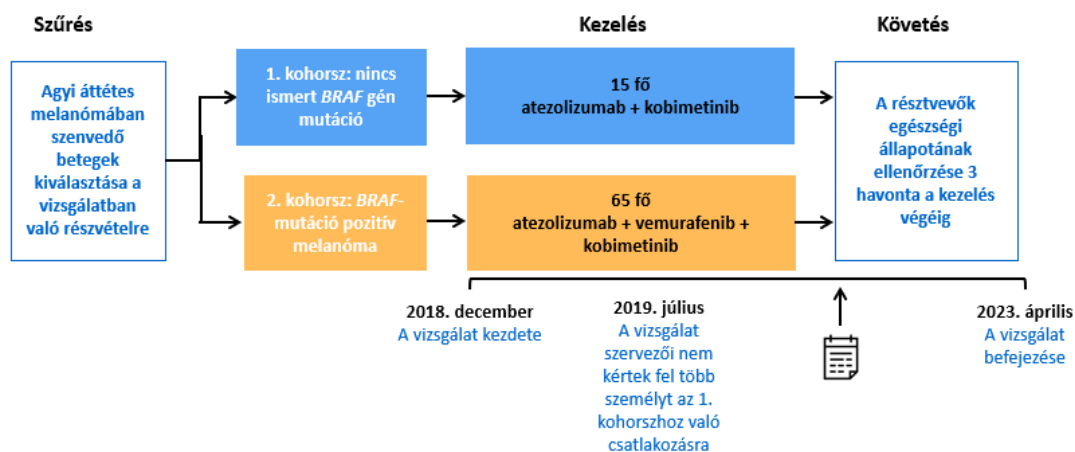 Szűrés
Kezelés
Követés
Agyi áttétes
melanómában
szenvedő
betegek
kiválasztása a
vizsgálatban
való részvételre
1. kohorsz: nincs
ismert BRAF gén
mutáció
15 fő
atezolizumab + kobimetinib
2. kohorsz: BRAF-
mutáció pozitív
melanóma
65 fő
atezolizumab + vemurafenib +
kobimetinib
A résztvevők
egészségi
állapotának
ellenőrzése 3
havonta a kezelés
végéig
2018. december
A vizsgálat kezdete
2019. július
A vizsgálat
szervezői nem
kértek fel több
személyt az 1.
kohorszhoz való
csatlakozásra
2023. április
A vizsgálat
befejezése